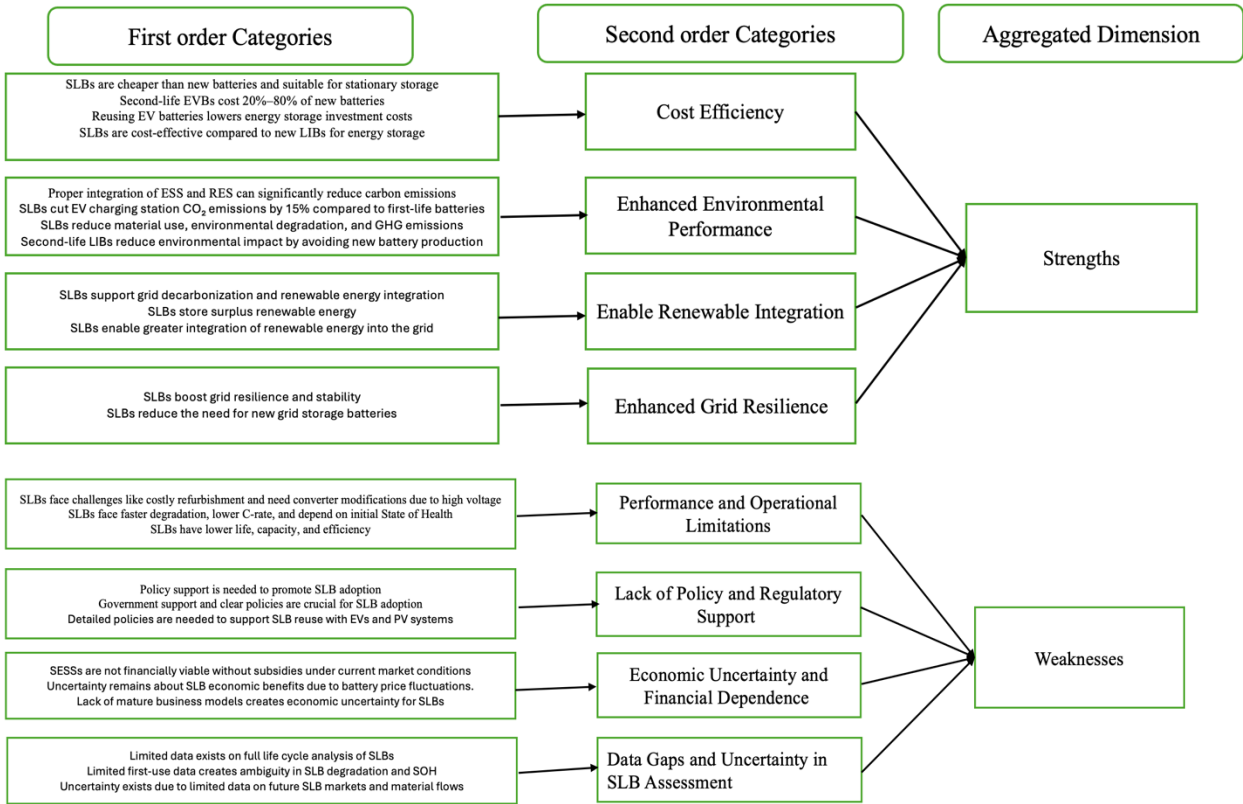 First order Categories
Second order Categories
Aggregated Dimension
SLBs are cheaper than new batteries and suitable for stationary storage
Second-life EVBs cost 20%–80% of new batteries
Reusing EV batteries lowers energy storage investment costs
SLBs are cost-effective compared to new LIBs for energy storage
Cost Efficiency
Proper integration of ESS and RES can significantly reduce carbon emissions
SLBs cut EV charging station CO₂ emissions by 15% compared to first-life batteries
SLBs reduce material use, environmental degradation, and GHG emissions
Second-life LIBs reduce environmental impact by avoiding new battery production
Enhanced Environmental
Performance
SLBs support grid decarbonization and renewable energy integration
SLBs store surplus renewable energy
SLBs enable greater integration of renewable energy into the grid
Enable Renewable Integration
SLBs boost grid resilience and stability
SLBs reduce the need for new grid storage batteries
Enhanced Grid Resilience
Strengths
SLBs face challenges like costly refurbishment and need converter modifications due to high voltage
SLBs face faster degradation, lower C-rate, and depend on initial State of Health
SLBs have lower life, capacity, and efficiency
Performance and Operational
Limitations
Policy support is needed to promote SLB adoption
Government support and clear policies are crucial for SLB adoption
Detailed policies are needed to support SLB reuse with EVs and PV systems
Lack of Policy and Regulatory
Support
SESSs are not financially viable without subsidies under current market conditions
Uncertainty remains about SLB economic benefits due to battery price fluctuations.
Lack of mature business models creates economic uncertainty for SLBs
Economic Uncertainty and
Financial Dependence
Limited data exists on full life cycle analysis of SLBs
Limited first-use data creates ambiguity in SLB degradation and SOH
Uncertainty exists due to limited data on future SLB markets and material flows
Data Gaps and Uncertainty in
SLB Assessment
Weaknesses